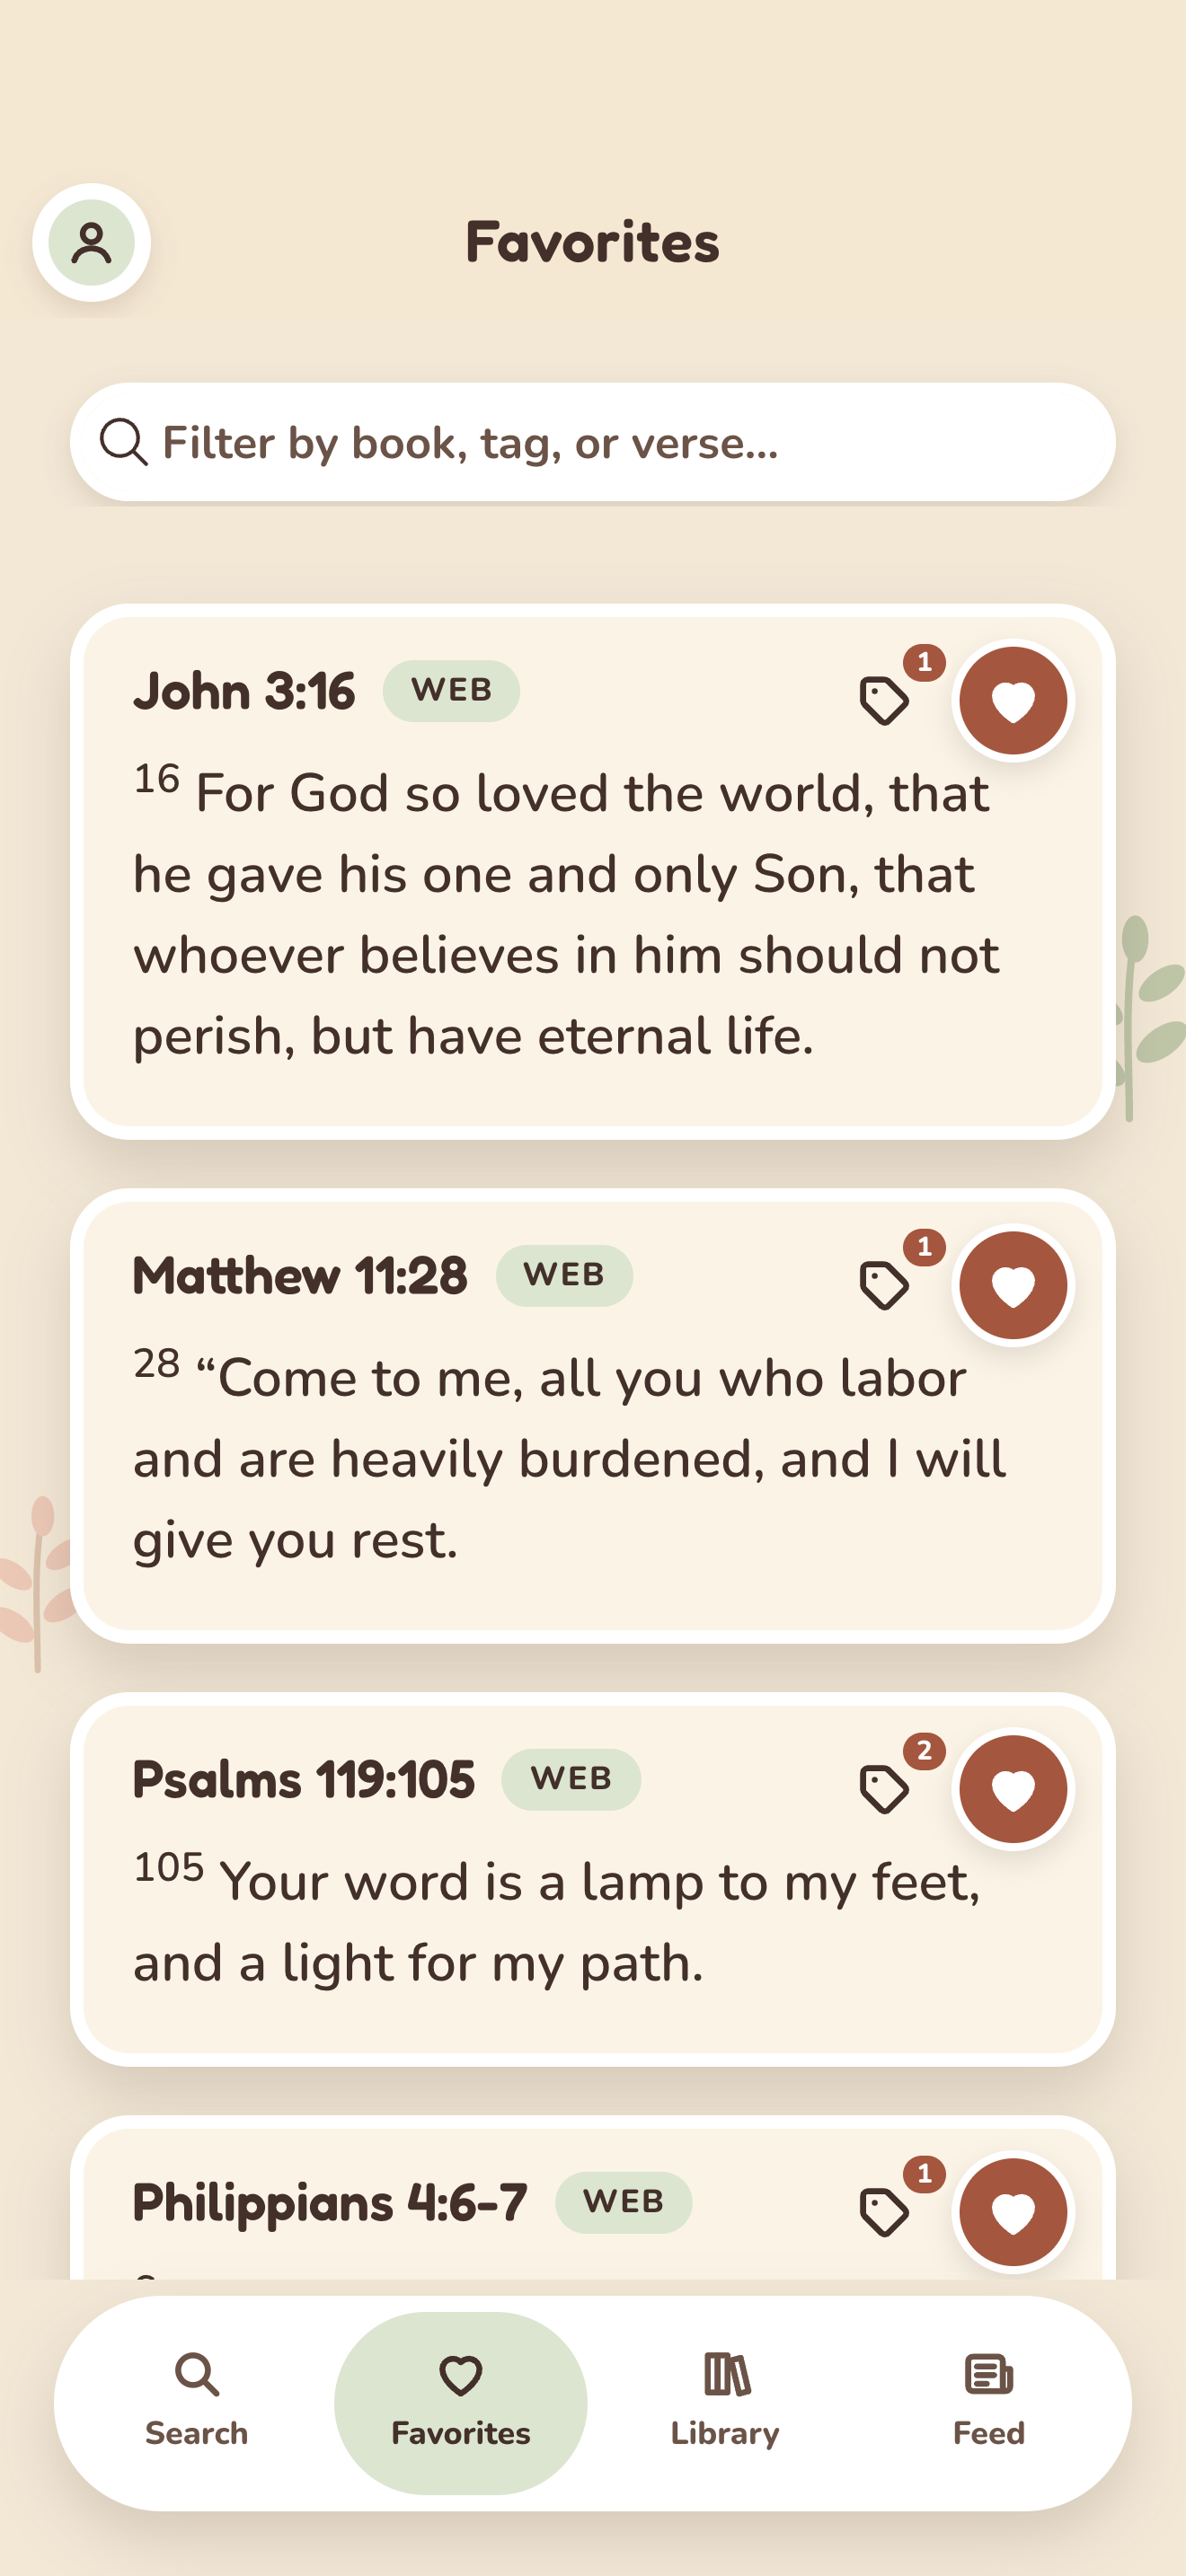 Favorites
Filter by book, tag, or verse...
John 3:16 WEB 1
16 For God so loved the world, that
he gave his one and only Son, that
whoever believes in him should not
perish, but have eternal life.
Matthew 11:28 WEB 1
28 “Come to me, all you who labor
and are heavily burdened, and I will
give you rest.
Psalms 119:105 WEB 2
105 Your word is a lamp to my feet,
and a light for my path.
Philippians 4:6-7 WEB 1
Search Favorites Library Feed